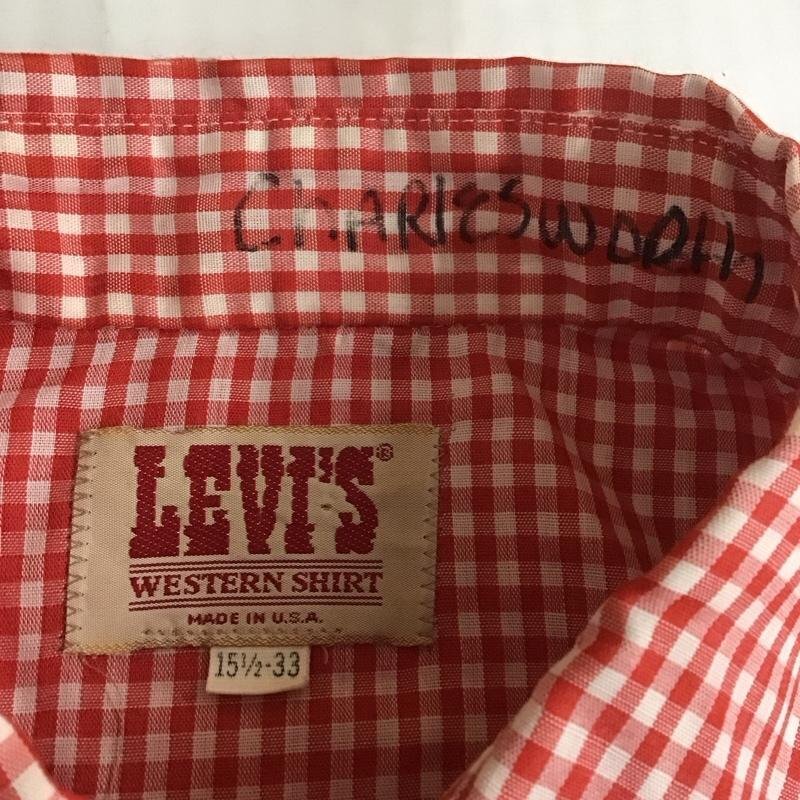 ChARlESWORTh
LEVI'S®
WESTERN SHIRT
MADE IN U.S.A.
15½-33